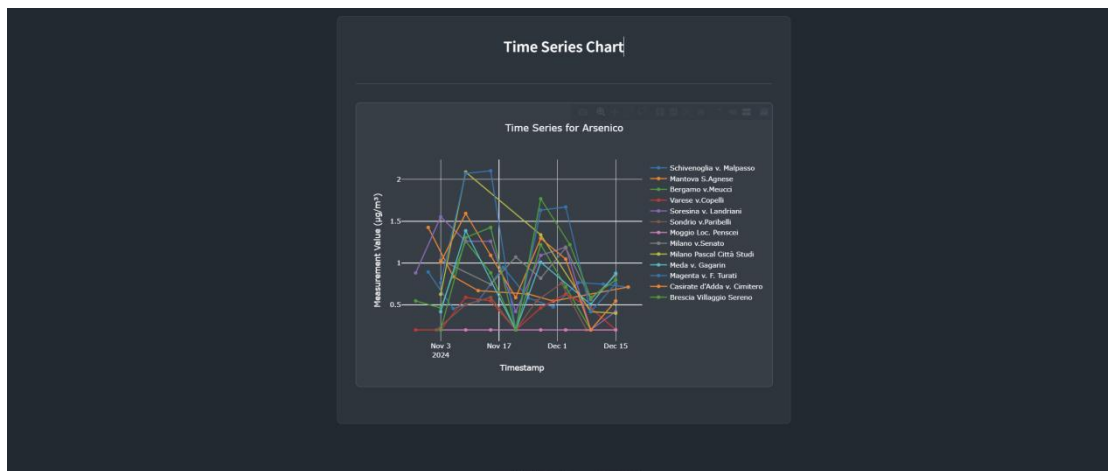 Time Series Chart
Time Series for Arsenico
Measurement Value (μg/m³)
2
1.5
1
0.5
Nov 3
2024
Nov 17
Dec 1
Dec 15
Timestamp
Schivenoglia v. Malpasso
Mantova S.Agnese
Bergamo v.Meucci
Varese v.Copelli
Soresina v. Landriani
Sondrio v.Paribelli
Moggio Loc. Penscei
Milano v.Senato
Milano Pascal Città Studi
Meda v. Gagarin
Magenta v. F. Turati
Casirate d'Adda v. Cimitero
Brescia Villaggio Sereno